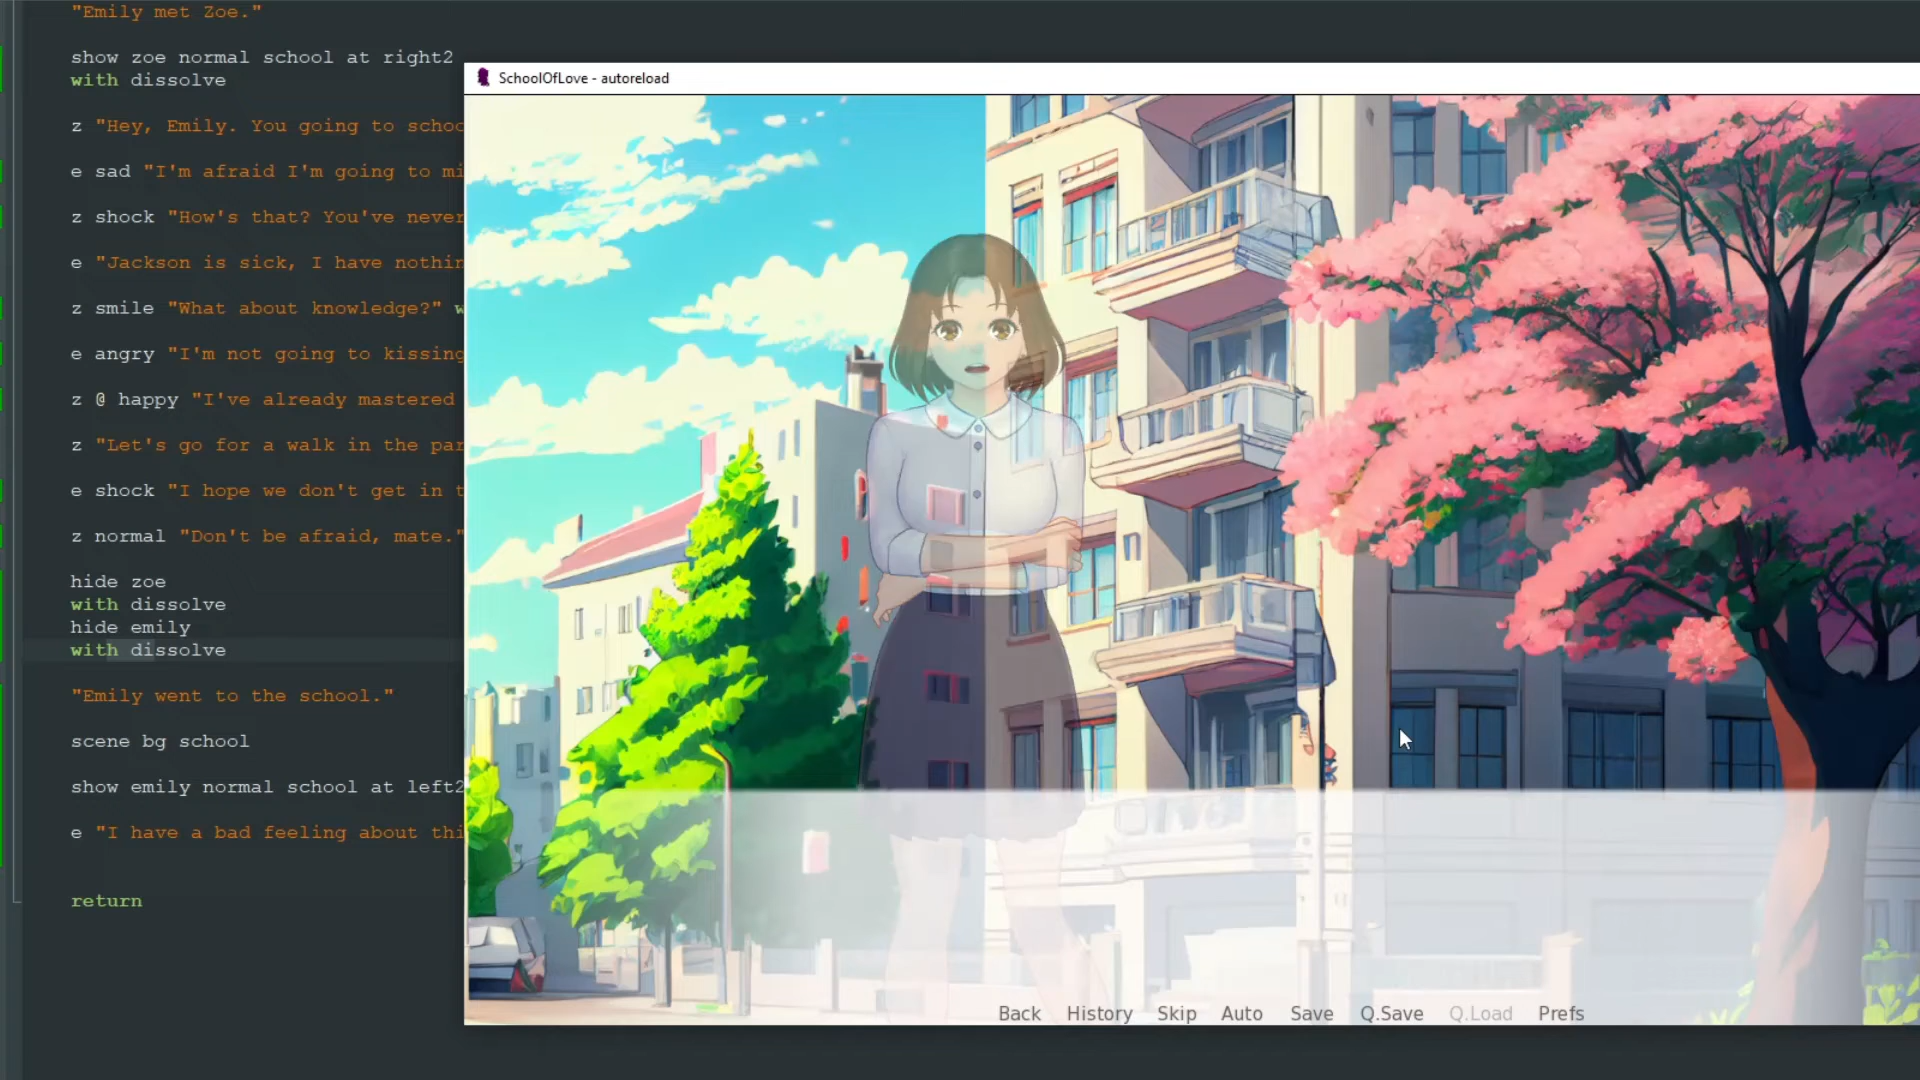 "Emily met Zoe."
show zoe normal school at right2
with dissolve
z "Hey, Emily. You going to schoo
e sad "I'm afraid I'm going to mi
z shock "How's that? You've never
e "Jackson is sick, I have nothin
z smile "What about knowledge?" w
e angry "I'm not going to kissing
z @ happy "I've already mastered
z "Let's go for a walk in the par
e shock "I hope we don't get in t
z normal "Don't be afraid, mate."
hide zoe
with dissolve
hide emily
with dissolve
"Emily went to the school."
scene bg school
show emily normal school at left2
e "I have a bad feeling about thi
return
SchoolOfLove - autoreload
Back History Skip Auto Save Q.Save Q.Load Prefs